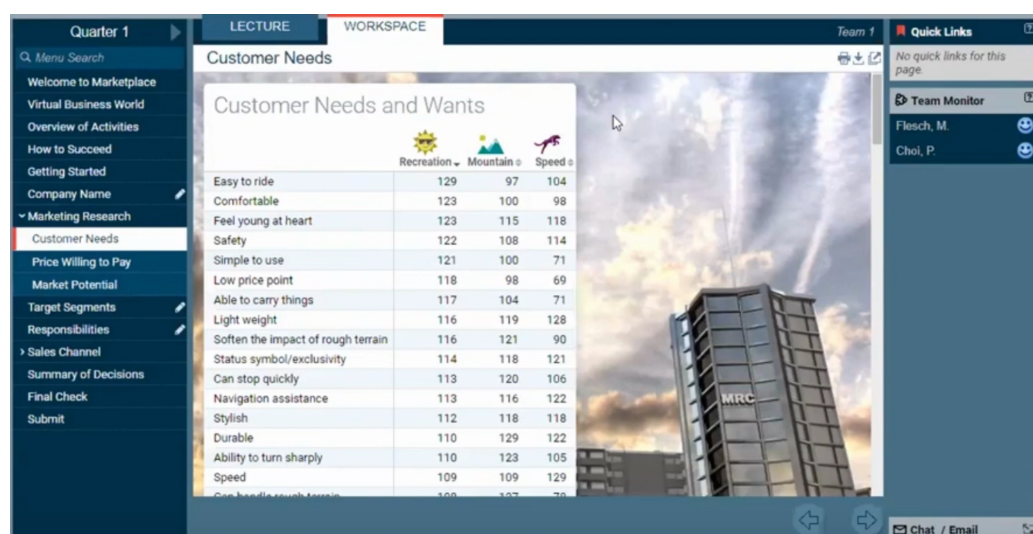 Quarter 1
Menu Search
Welcome to Marketplace
Virtual Business World
Overview of Activities
How to Succeed
Getting Started
Company Name
Marketing Research
Customer Needs
Price Willing to Pay
Market Potential
Target Segments
Responsibilities
Sales Channel
Summary of Decisions
Final Check
Submit
LECTURE WORKSPACE Team 1
Customer Needs
Customer Needs and Wants
Recreation Mountain Speed
Easy to ride 129 97 104
Comfortable 123 100 98
Feel young at heart 123 115 118
Safety 122 108 114
Simple to use 121 100 71
Low price point 118 98 69
Able to carry things 117 104 71
Light weight 116 119 128
Soften the impact of rough terrain 116 121 90
Status symbol/exclusivity 114 118 121
Can stop quickly 113 120 106
Navigation assistance 113 116 122
Stylish 112 118 118
Durable 110 129 122
Ability to turn sharply 110 123 105
Speed 109 109 129
MRC
Quick Links
No quick links for this
page
Team Monitor
Flesch, M.
Choi, P.
Chat / Email